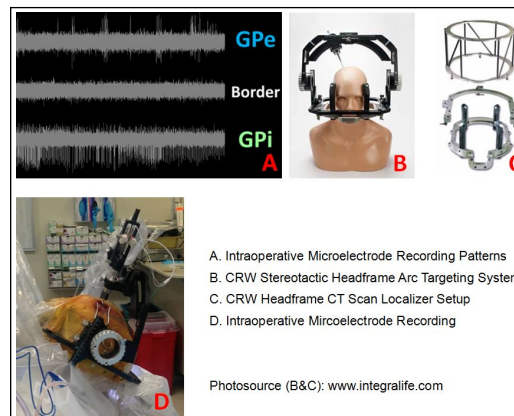 GPe
Border
GPi
A
B
D
A. Intraoperative Microelectrode Recording Patterns
B. CRW Stereotactic Headframe Arc Targeting System
C. CRW Headframe CT Scan Localizer Setup
D. Intraoperative Mircoelectrode Recording
Photosource (B&C): www.integralife.com